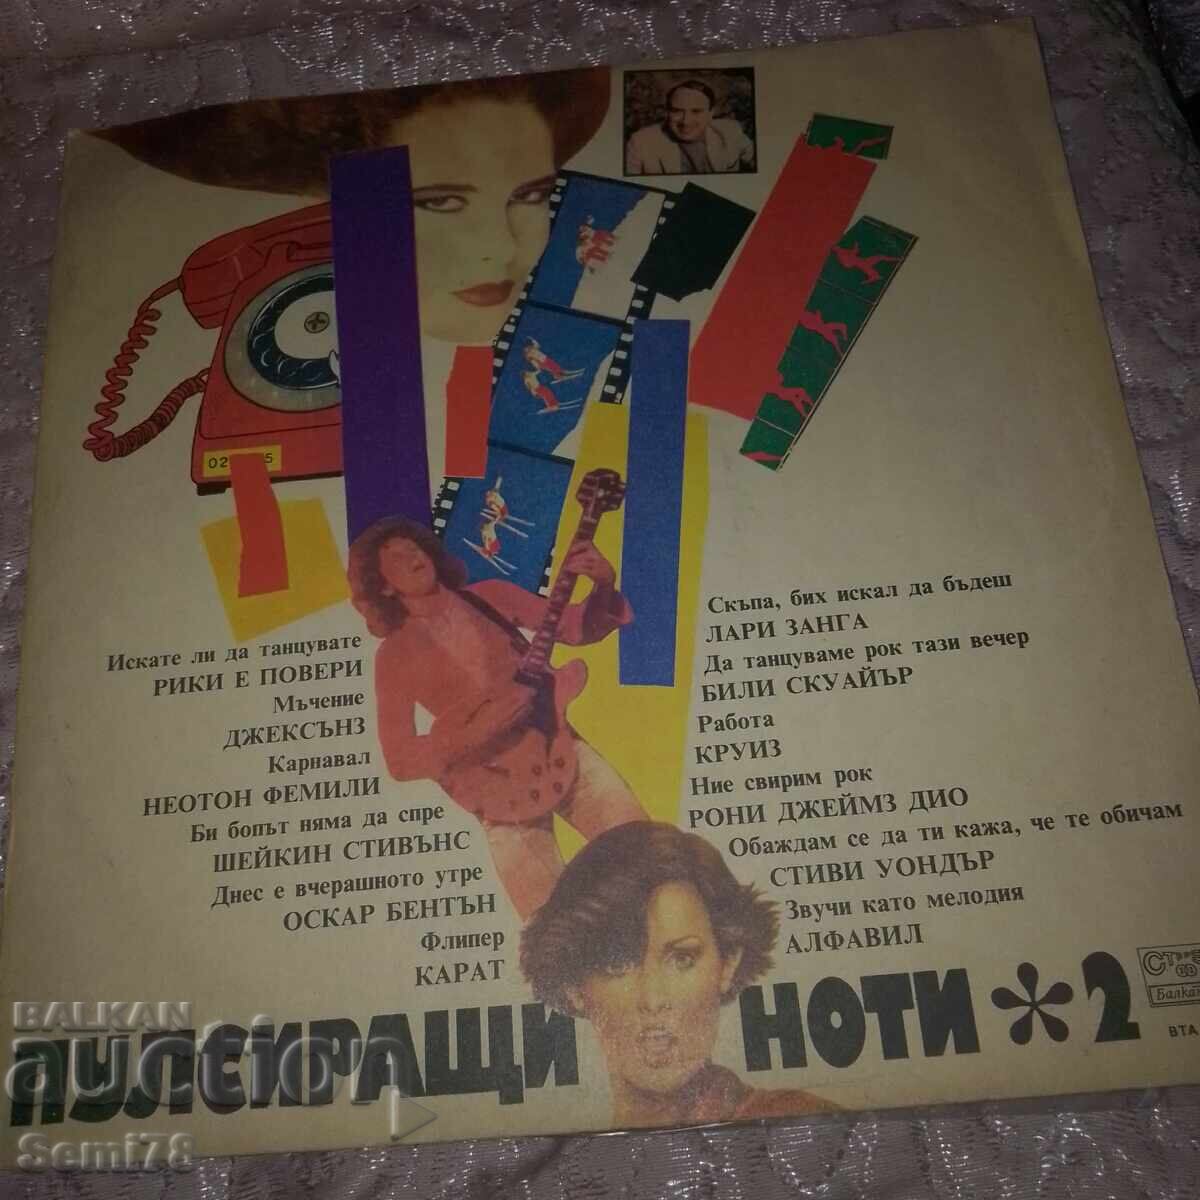 Искате ли да танцувате
РИКИ Е ПОВЕРИ
Мъчение
ДЖЕКСЪНЗ
Карнавал
НЕОТОН ФЕМИЛИ
Би бопът няма да спре
ШЕЙКИН СТИВЪНС
Днес е вчерашното утре
ОСКАР БЕНТЪН
Флипер
КАРАТ
Скъпа, бих искал да бъдеш
ЛАРИ ЗАНГА
Да танцуваме рок тази вечер
БИЛИ СКУАЙЪР
Работа
КРУИЗ
Ние свирим рок
РОНИ ДЖЕЙМЗ ДИО
Обаждам се да ти кажа, че те обичам
СТИВИ УОНДЪР
Звучи като мелодия
АЛФАВИЛ
ПУЛСИРАЩИ НОТИ * 2
ВТА
BALKAN
auction
Semi78